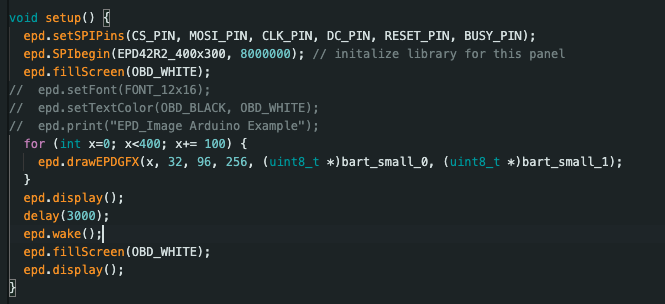 void setup() {
  epd.setSPIPins(CS_PIN, MOSI_PIN, CLK_PIN, DC_PIN, RESET_PIN, BUSY_PIN);
  epd.SPIbegin(EPD42R2_400x300, 8000000); // initalize library for this panel
  epd.fillScreen(OBD_WHITE);
//  epd.setFont(FONT_12x16);
//  epd.setTextColor(OBD_BLACK, OBD_WHITE);
//  epd.print("EPD_Image Arduino Example");
  for (int x=0; x<400; x+= 100) {
    epd.drawEPDGFX(x, 32, 96, 256, (uint8_t *)bart_small_0, (uint8_t *)bart_small_1);
  }
  epd.display();
  delay(3000);
  epd.wake();
  epd.fillScreen(OBD_WHITE);
  epd.display();
}